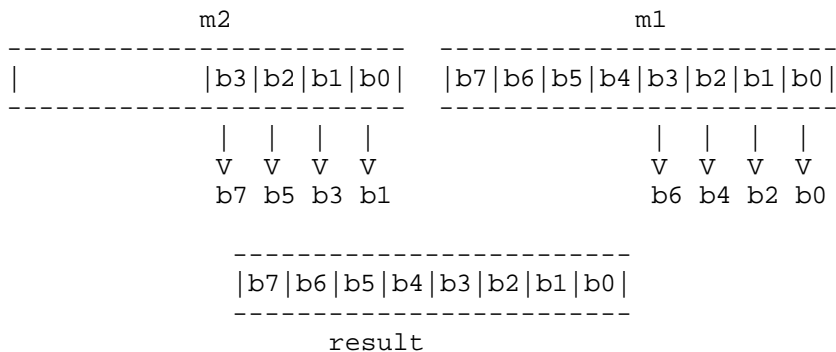 m2 m1
------------------------- -------------------------
| |b3|b2|b1|b0| |b7|b6|b5|b4|b3|b2|b1|b0|
------------------------- -------------------------
| | | | | | | |
V V V V V V V V
b7 b5 b3 b1 b6 b4 b2 b0
-------------------------
|b7|b6|b5|b4|b3|b2|b1|b0|
-------------------------
result